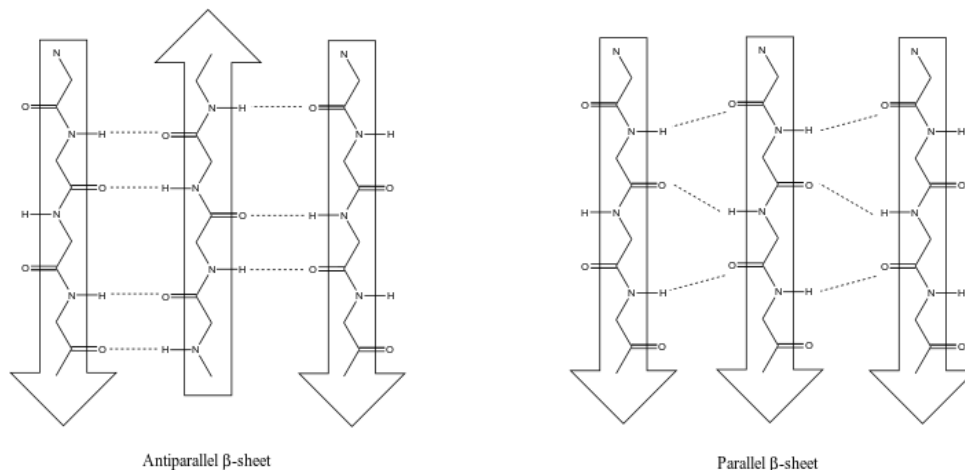 N N N N N
O N H O O O O
N H O N H N H N H N H
O H N O O O O
H N O H N H N H N H N
O N H O O O O
N H O N H N H N H N H
O H N O O O O
Antiparallel β-sheet
Parallel β-sheet